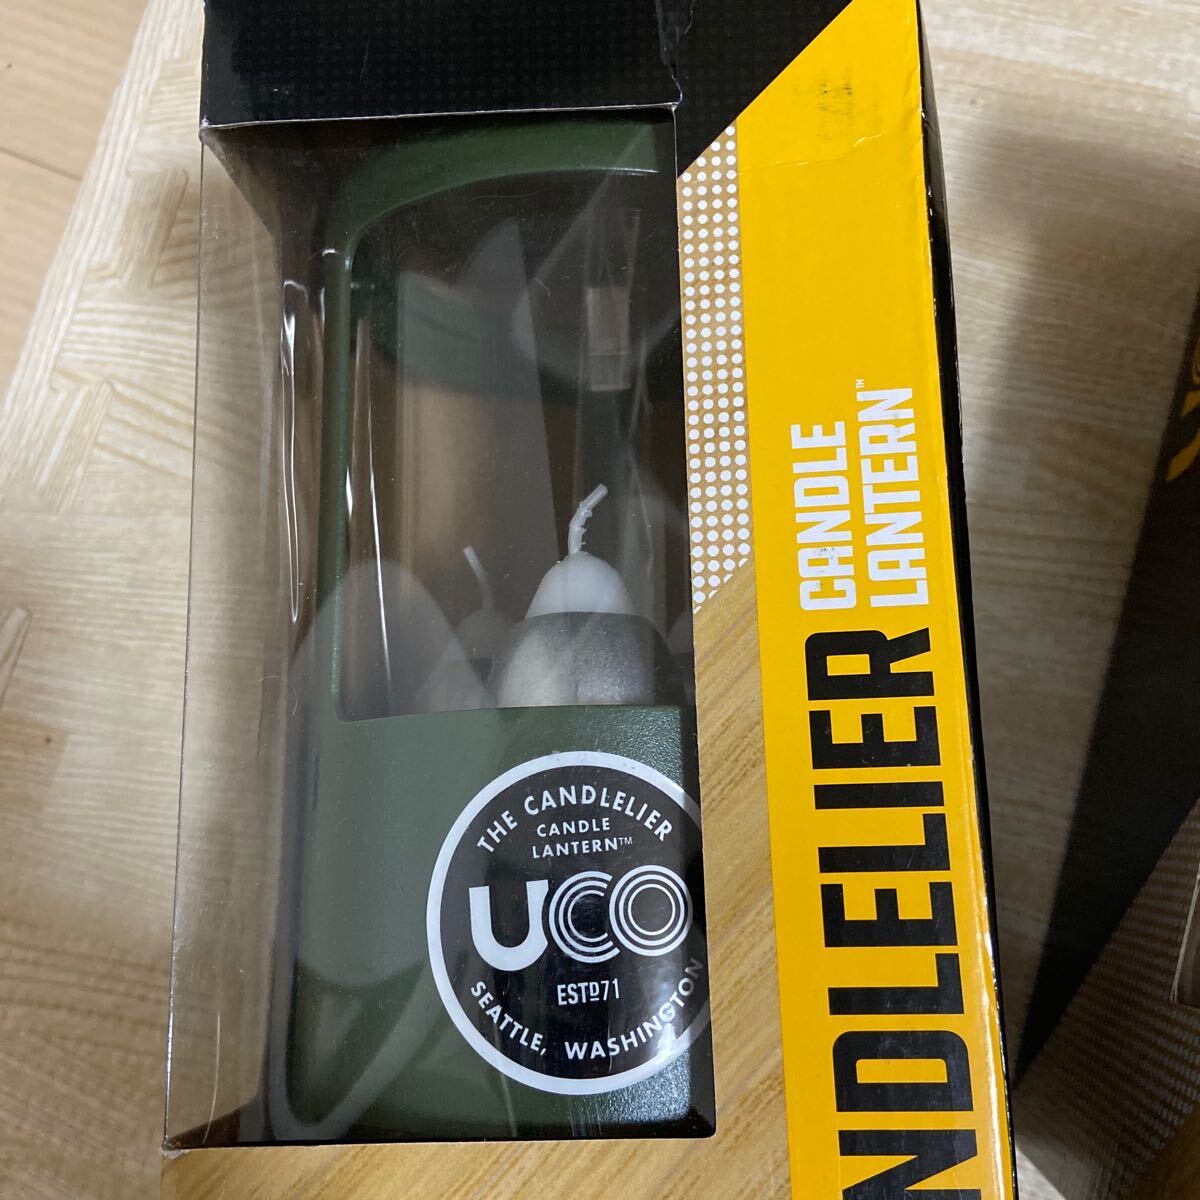 CANDLE
LANTERN™
NDLELIER
THE CANDLELIER
CANDLE
LANTERN™
UCO
ESTD71
SEATTLE, WASHINGTON